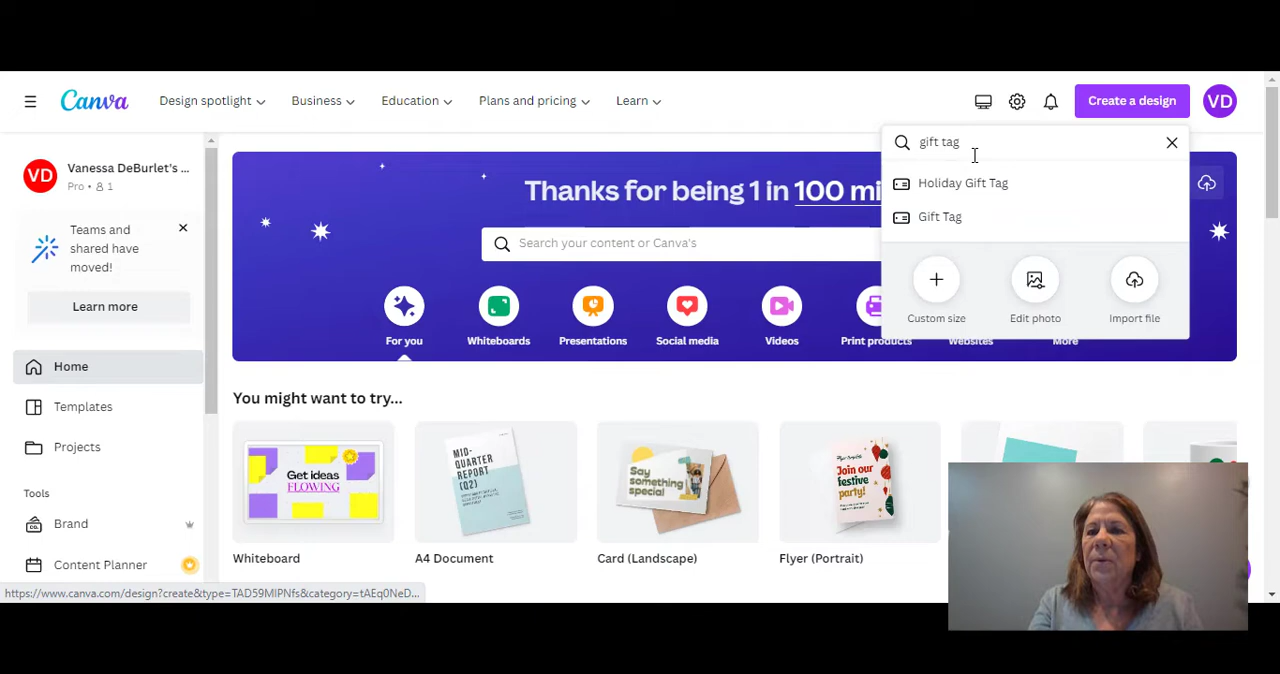 Canva
Design spotlight
Business
Education
Plans and pricing
Learn
Create a design
VD
gift tag
Holiday Gift Tag
Gift Tag
Custom size
Edit photo
Import file
VD
Vanessa DeBurlet's ...
Pro • 1
Teams and
shared have
moved!
Learn more
Home
Templates
Projects
Tools
Brand
Content Planner
Thanks for being 1 in 100 mi
Search your content or Canva's
For you
Whiteboards
Presentations
Social media
Videos
Print products
Websites
More
You might want to try...
Get ideas
FLOWING
MID-
QUARTER
REPORT
(Q2)
Say
something
special
Join our
festive
party!
Whiteboard
A4 Document
Card (Landscape)
Flyer (Portrait)
https://www.canva.com/design?create&type=TAD59MIPNfs&category=tAEq0NeD...